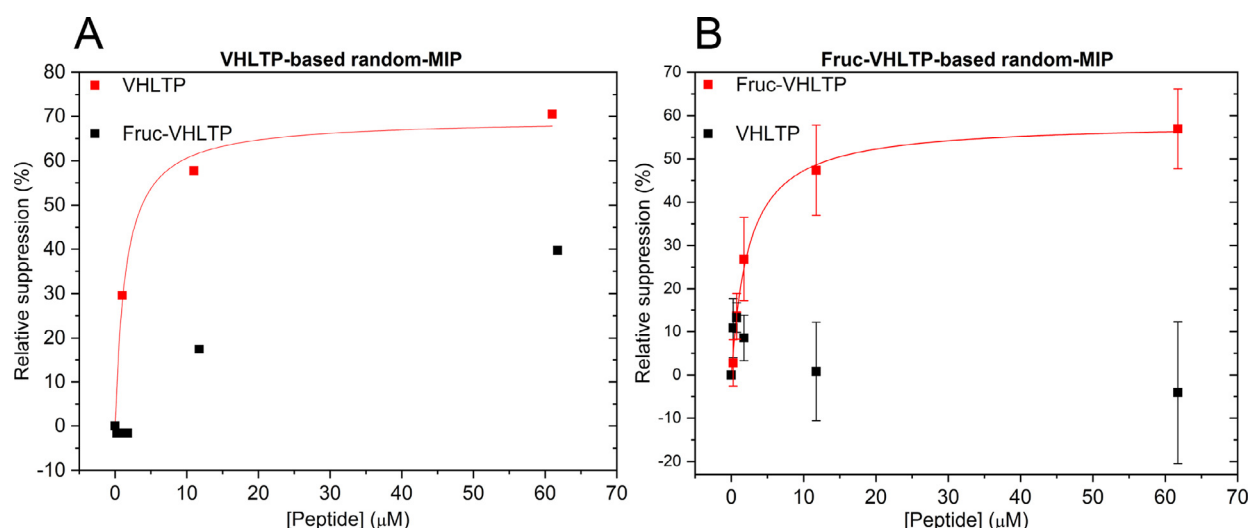 A
VHLTP-based random-MIP
VHLTP
Fruc-VHLTP
Relative suppression (%)
80
70
60
50
40
30
20
10
0
-10
0 10 20 30 40 50 60 70
[Peptide] (μM)
B
Fruc-VHLTP-based random-MIP
Fruc-VHLTP
VHLTP
Relative suppression (%)
70
60
50
40
30
20
10
0
-10
-20
0 10 20 30 40 50 60 70
[Peptide] (μM)